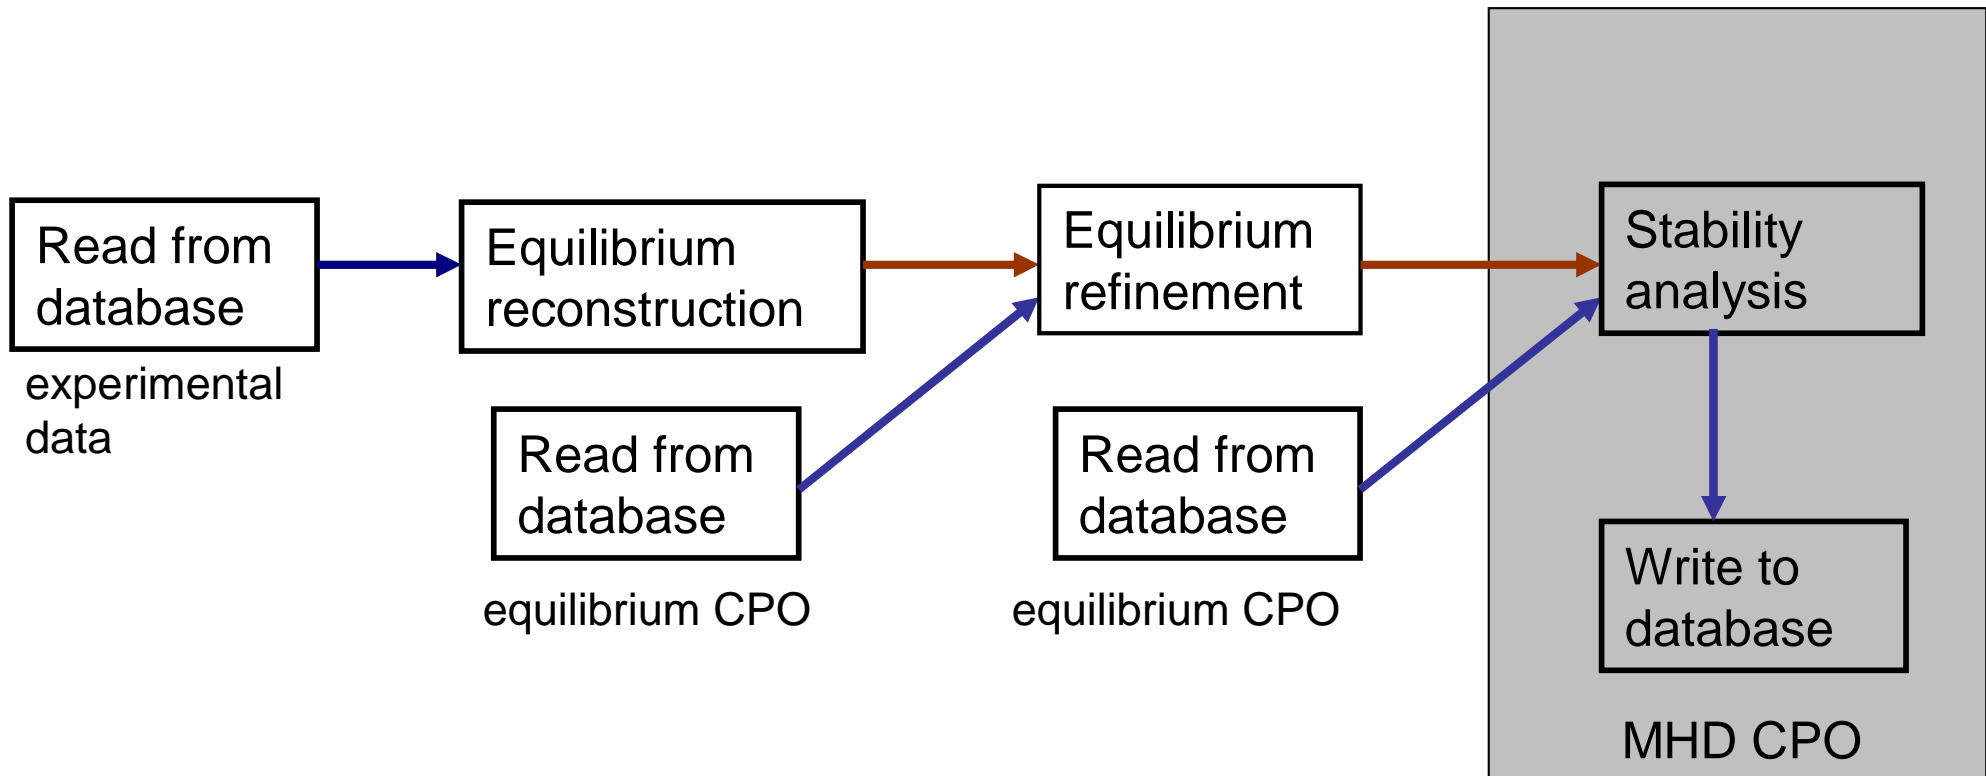 Read from
database
experimental
data
Equilibrium
reconstruction
Read from
database
equilibrium CPO
Equilibrium
refinement
Read from
database
equilibrium CPO
Stability
analysis
Write to
database
MHD CPO